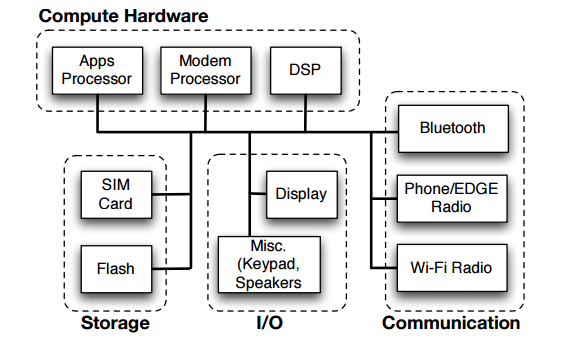 Compute Hardware
Apps
Processor
Modem
Processor
DSP
Bluetooth
SIM
Card
Display
Phone/EDGE
Radio
Misc.
(Keypad,
Speakers
Flash
Wi-Fi Radio
Storage
I/O
Communication